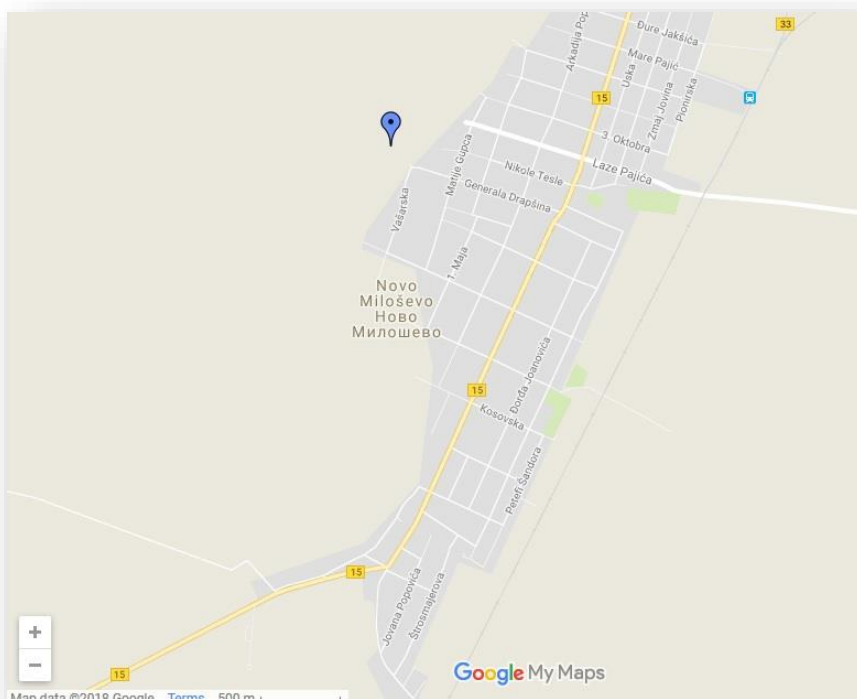 Đure Jakšića
33
Arkadija Pop
Mare Pajić
Uska
Zmaj Jovina
Pionirska
15
3. Oktobra
Laze Pajića
Matije Gupca
Nikole Tesle
Generala Drapšina
Vašarska
1. Maja
Novo
Miloševo
Ново
Милошево
Đorđa Joanovića
15
Kosovska
Petefi Šandora
15
Jovana Popovića
Štrosmajerova
15
+
−
Google My Maps
Map data ©2018 Google Terms 500 m